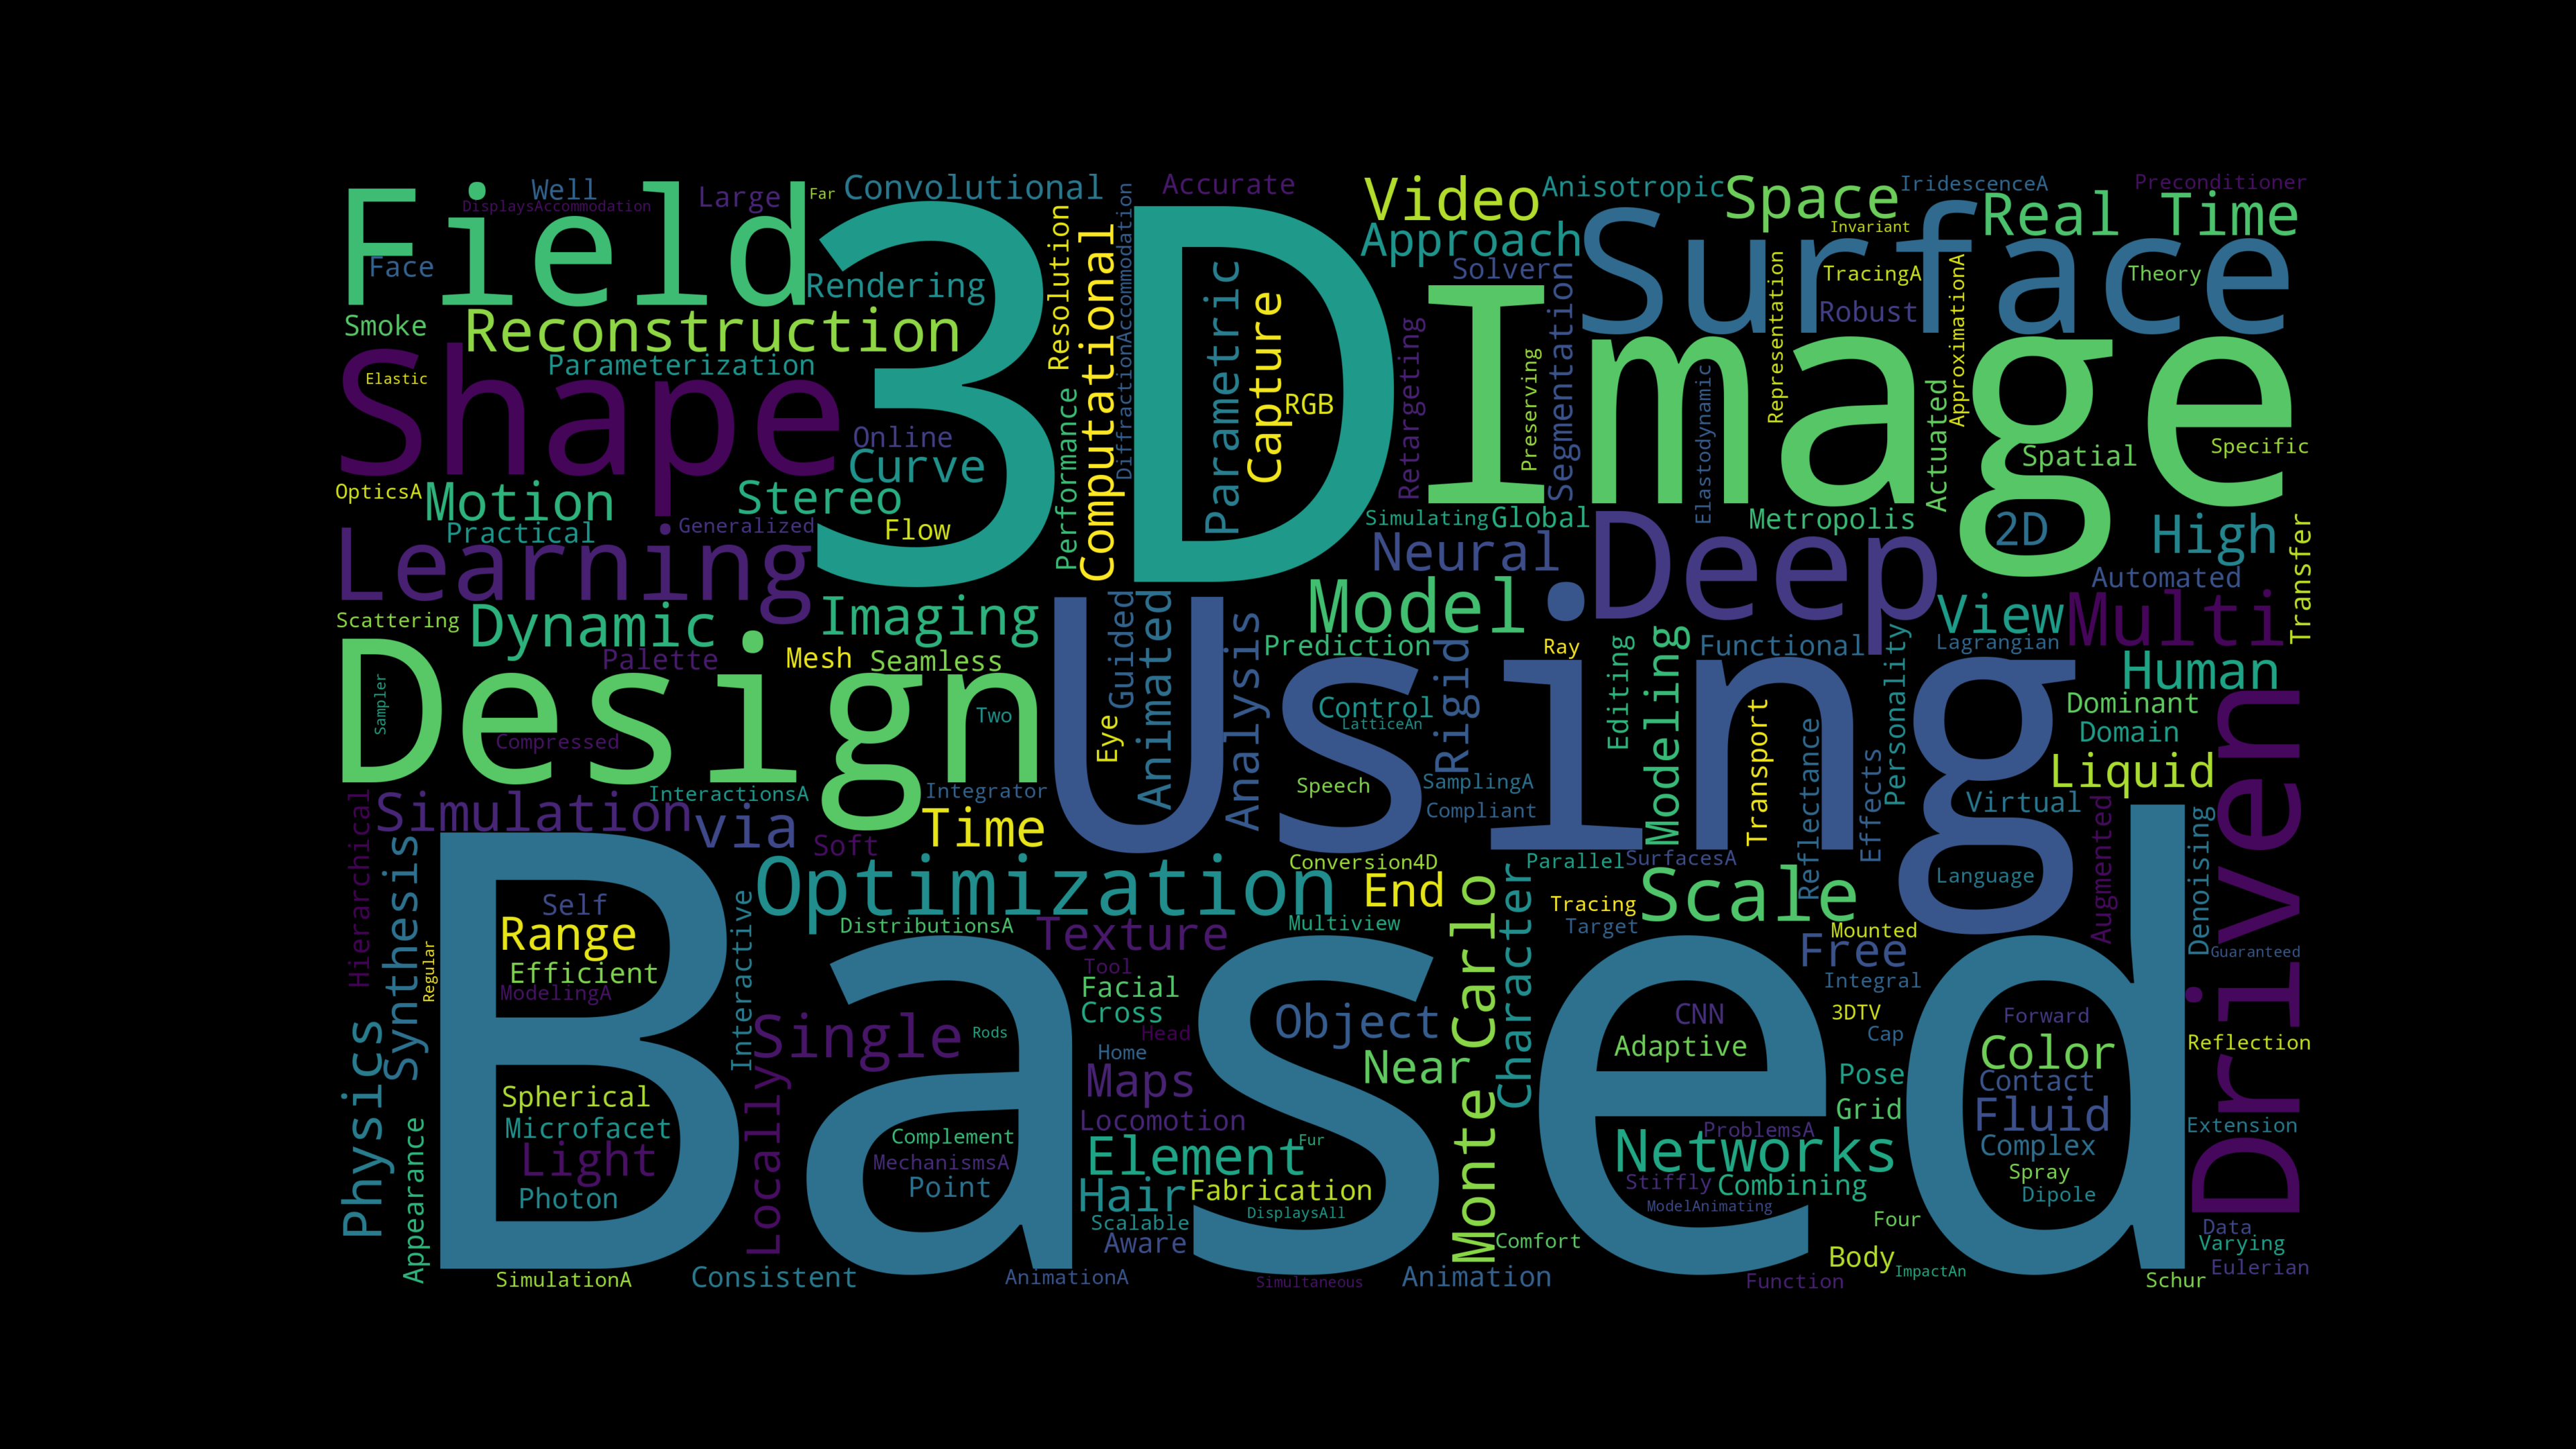 Field
Well
DisplaysAccommodation
Large
Far
Convolutional
Accurate
Video
Anisotropic
Space
IridescenceA
Preconditioner
3D
Approach
Surface
Invariant
Real Time
Face
Rendering
Resolution
Computational
DiffractionAccommodation
Parametric
Capture
RGB
Solver
Image
Segmentation
Representation
TracingA
Robust
ApproximationA
Theory
Smoke
Reconstruction
Parameterization
Shape
Elastic
Online
Curve
Performance
Retargeting
Preserving
Elastodynamic
Actuated
Spatial
Specific
OpticsA
Motion
Stereo
Practical
Generalized
Flow
Simulating
Global
Metropolis
2D
High
Transfer
Learning
Neural
Deep
Automated
Scattering
Dynamic
Imaging
Using
Guided
Animated
Analysis
Model
Prediction
Rigid
Ray
Editing
Modeling
Functional
Personality
View
Lagrangian
Multi
Palette
Mesh
Seamless
Human
Design
Sampler
Two
Eye
Control
LatticeAn
Transport
Reflectance
Dominant
Domain
Driven
Compressed
InteractionsA
Integrator
Speech
SamplingA
Compliant
Effects
Liquid
Virtual
Hierarchical
Simulation
via
Soft
Time
Augmented
Denoising
Synthesis
Based
Optimization
Conversion4D
End
Parallel
SurfacesA
Scale
Language
Self
Range
Interactive
DistributionsA
Texture
Multiview
Monte Carlo
Character
Tracing
Target
Mounted
Free
Guaranteed
Regular
Efficient
ModelingA
Tool
Facial
Cross
Integral
Physics
Single
Locally
Rods
Head
Home
Object
Near
CNN
Adaptive
3DTV
Cap
Forward
Color
Reflection
Spherical
Maps
Pose
Contact
Microfacet
Light
Photon
Appearance
Locomotion
Complement
MechanismsA
Point
Element
Fur
Hair
Fabrication
DisplaysAll
Scalable
Aware
Grid
Fluid
ProblemsA
Networks
Complex
Extension
Stiffly
Combining
Spray
Dipole
ModelAnimating
Four
Data
Varying
Comfort
Body
ImpactAn
Eulerian
SimulationA
Consistent
AnimationA
Simultaneous
Animation
Function
Schur